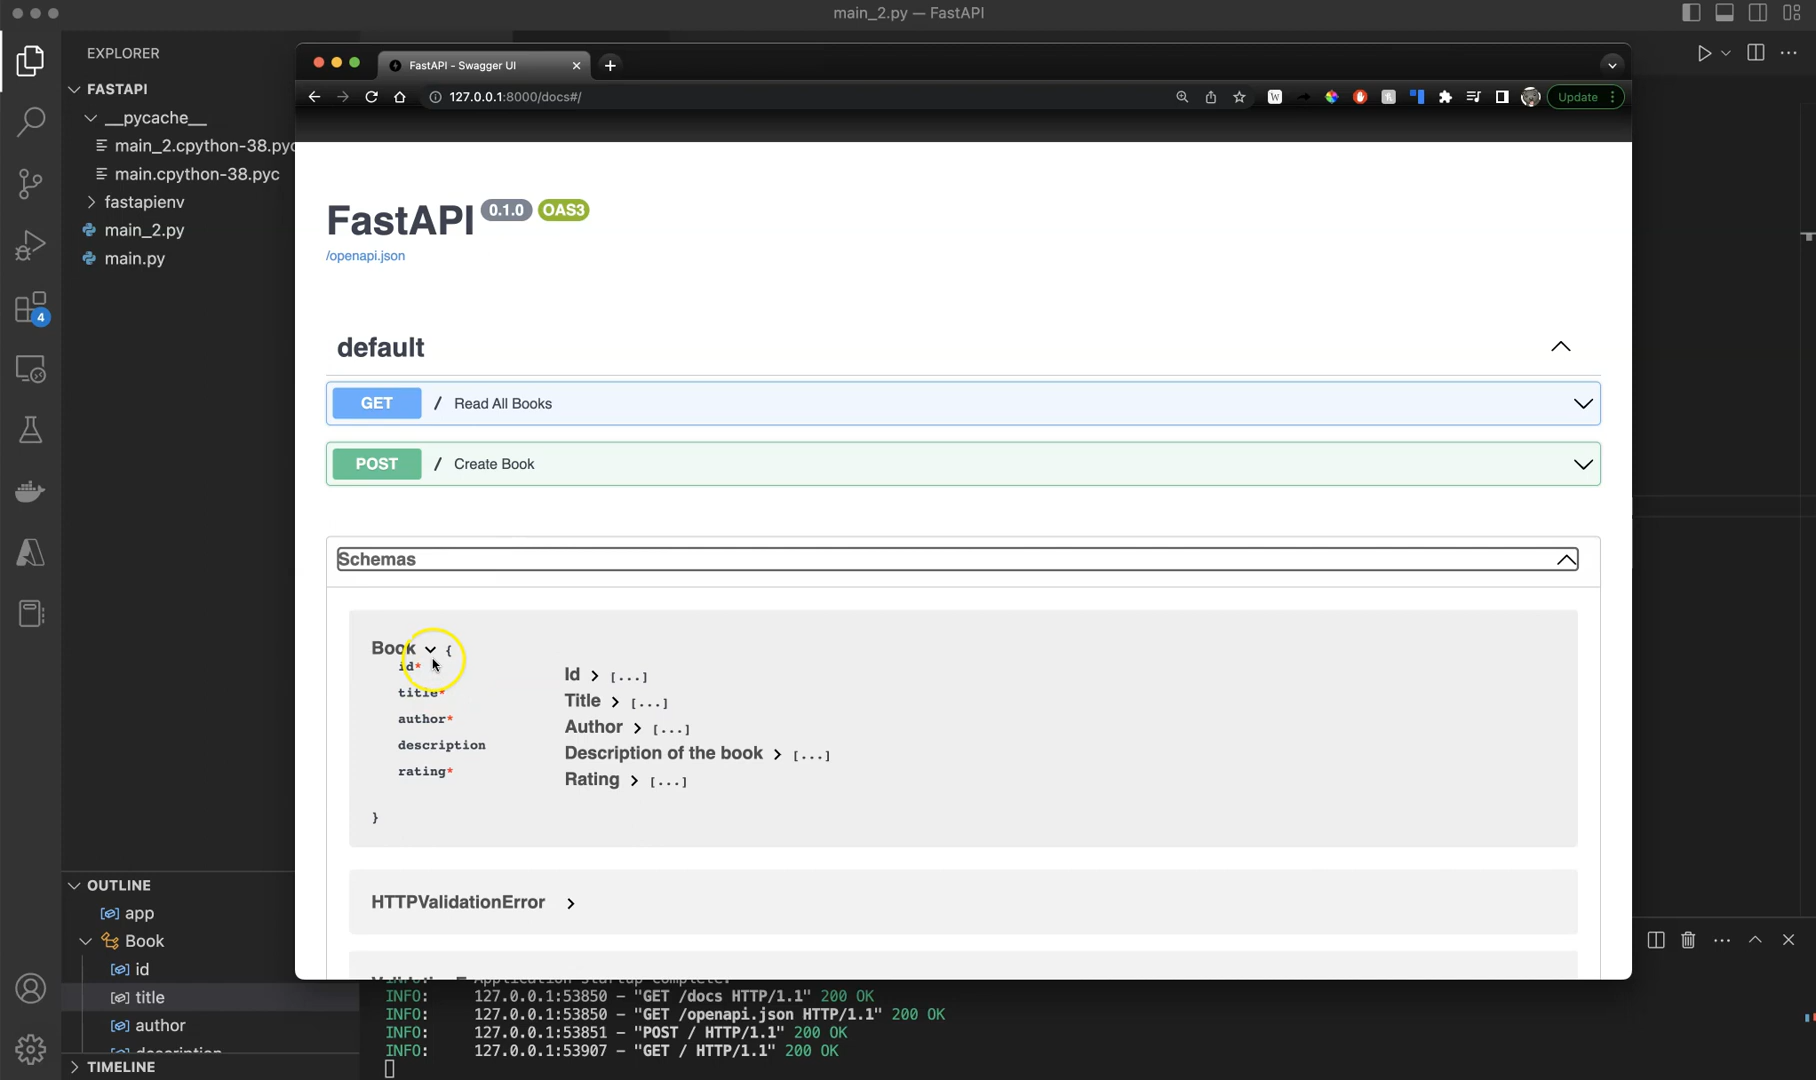 main_2.py — FastAPI
EXPLORER
FASTAPI
__pycache__
main_2.cpython-38.pyc
main.cpython-38.pyc
fastapienv
main_2.py
main.py
4
OUTLINE
app
Book
id
title
author
description
TIMELINE
FastAPI - Swagger UI
127.0.0.1:8000/docs#/
W
Update
FastAPI 0.1.0 OAS3
/openapi.json
default
GET / Read All Books
POST / Create Book
Schemas
Book {
id* Id > [...]
title* Title > [...]
author* Author > [...]
description Description of the book > [...]
rating* Rating > [...]
}
HTTPValidationError >
INFO: Application startup complete.
INFO: 127.0.0.1:53850 – "GET /docs HTTP/1.1" 200 OK
INFO: 127.0.0.1:53850 – "GET /openapi.json HTTP/1.1" 200 OK
INFO: 127.0.0.1:53851 – "POST / HTTP/1.1" 200 OK
INFO: 127.0.0.1:53907 – "GET / HTTP/1.1" 200 OK